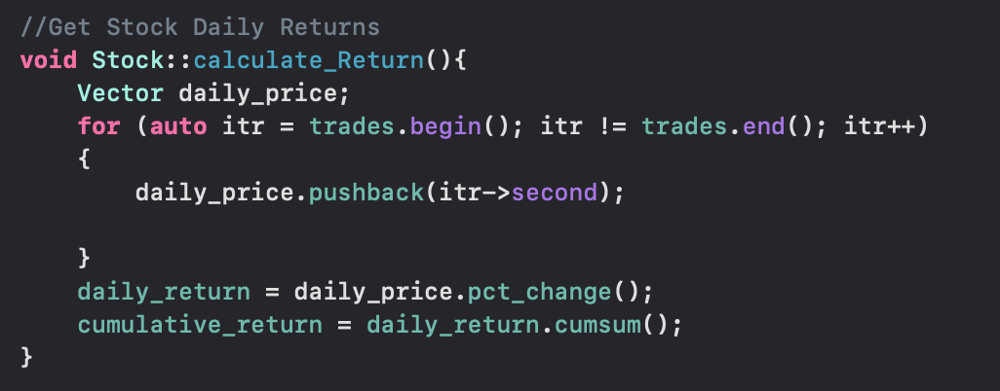 //Get Stock Daily Returns
void Stock::calculate_Return(){
    Vector daily_price;
    for (auto itr = trades.begin(); itr != trades.end(); itr++)
    {
        daily_price.pushback(itr->second);
    }
    daily_return = daily_price.pct_change();
    cumulative_return = daily_return.cumsum();
}